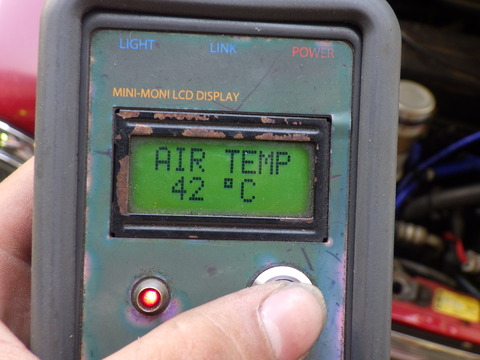 LIGHT LINK POWER
MINI-MONI LCD DISPLAY
AIR TEMP
42 °C